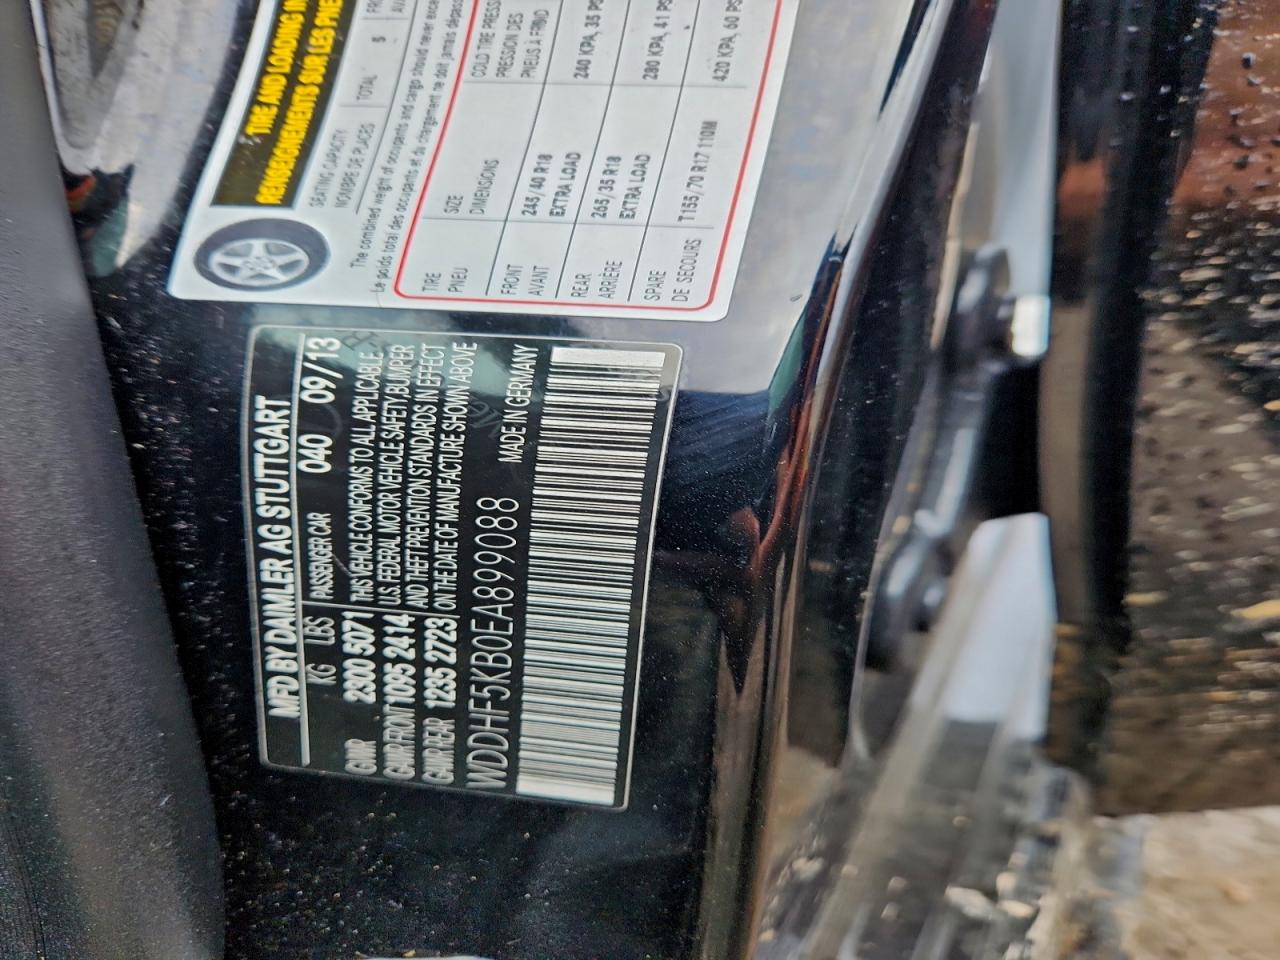 TIRE AND LOADING IN
RENSEIGNEMENTS SUR LES PNE
SEATING CAPACITY
NOMBRE DE PLACES
TOTAL 5
The combined weight of occupants and cargo should never exce
Le poids total des occupants et du chargement ne doit jamais dépass
TIRE SIZE COLD TIRE PRESS
PNEU DIMENSIONS PRESSION DES
PNEUS À FROID
FRONT 245/40 R18 240 KPA, 35 PS
AVANT EXTRA LOAD
REAR 265/35 R18 280 KPA, 41 PS
ARRIÈRE EXTRA LOAD
SPARE T155/70 R17 110M 420 KPA, 60 PS
DE SECOURS
MFD BY DAIMLER AG STUTTGART
KG LBS PASSENGER CAR 040 09/13
GVWR 2300 5071 THIS VEHICLE CONFORMS TO ALL APPLICABLE
GAWR FRONT 1095 2414 U.S. FEDERAL MOTOR VEHICLE SAFETY, BUMPER
GAWR REAR 1235 2723 AND THEFT PREVENTION STANDARDS IN EFFECT
ON THE DATE OF MANUFACTURE SHOWN ABOVE
WDDHF5KB0EA899088 MADE IN GERMANY